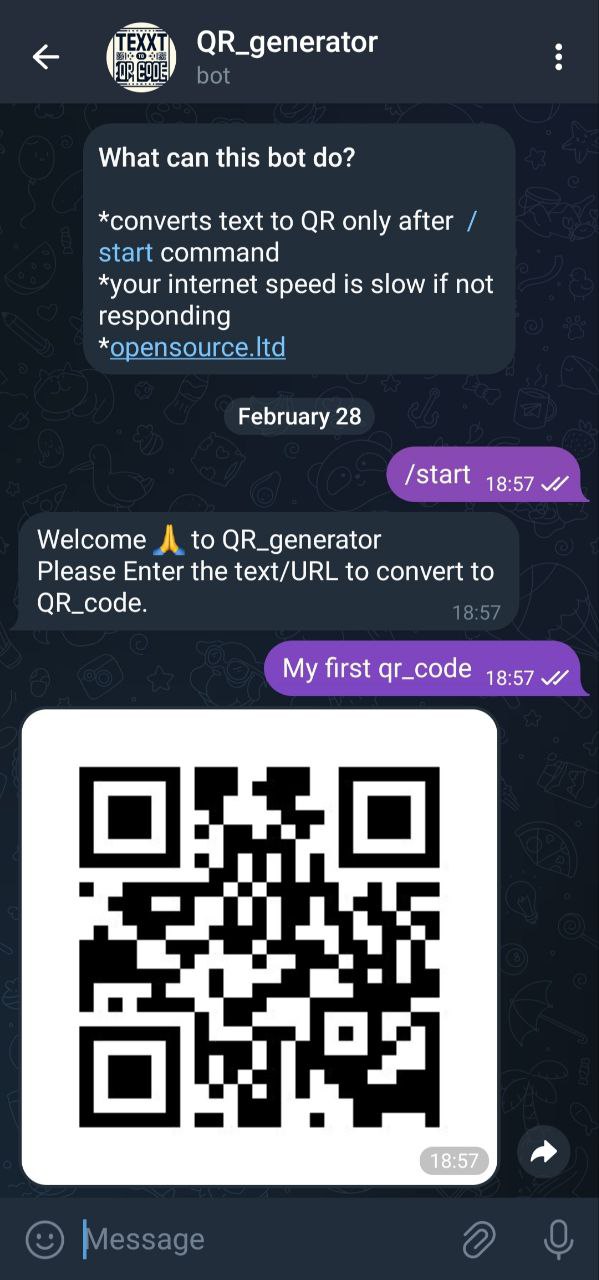 TEXXT
to
QR CODE
QR_generator
bot
What can this bot do?
*converts text to QR only after /
start command
*your internet speed is slow if not
responding
*opensource.ltd
February 28
/start 18:57
Welcome 🙏 to QR_generator
Please Enter the text/URL to convert to
QR_code.
18:57
My first qr_code 18:57
18:57
Message